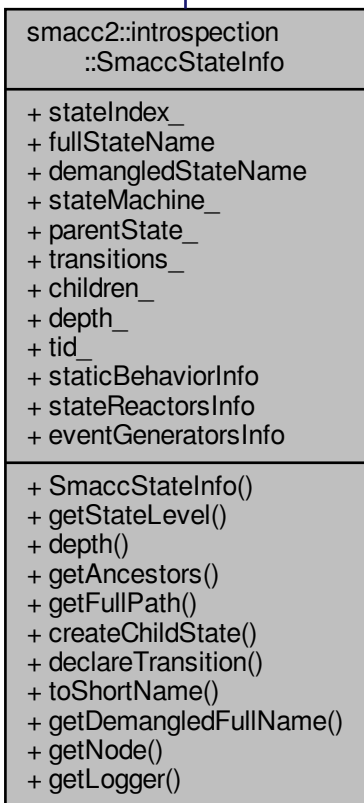 smacc2::introspection
::SmaccStateInfo
+ stateIndex_
+ fullStateName
+ demangledStateName
+ stateMachine_
+ parentState_
+ transitions_
+ children_
+ depth_
+ tid_
+ staticBehaviorInfo
+ stateReactorsInfo
+ eventGeneratorsInfo
+ SmaccStateInfo()
+ getStateLevel()
+ depth()
+ getAncestors()
+ getFullPath()
+ createChildState()
+ declareTransition()
+ toShortName()
+ getDemangledFullName()
+ getNode()
+ getLogger()